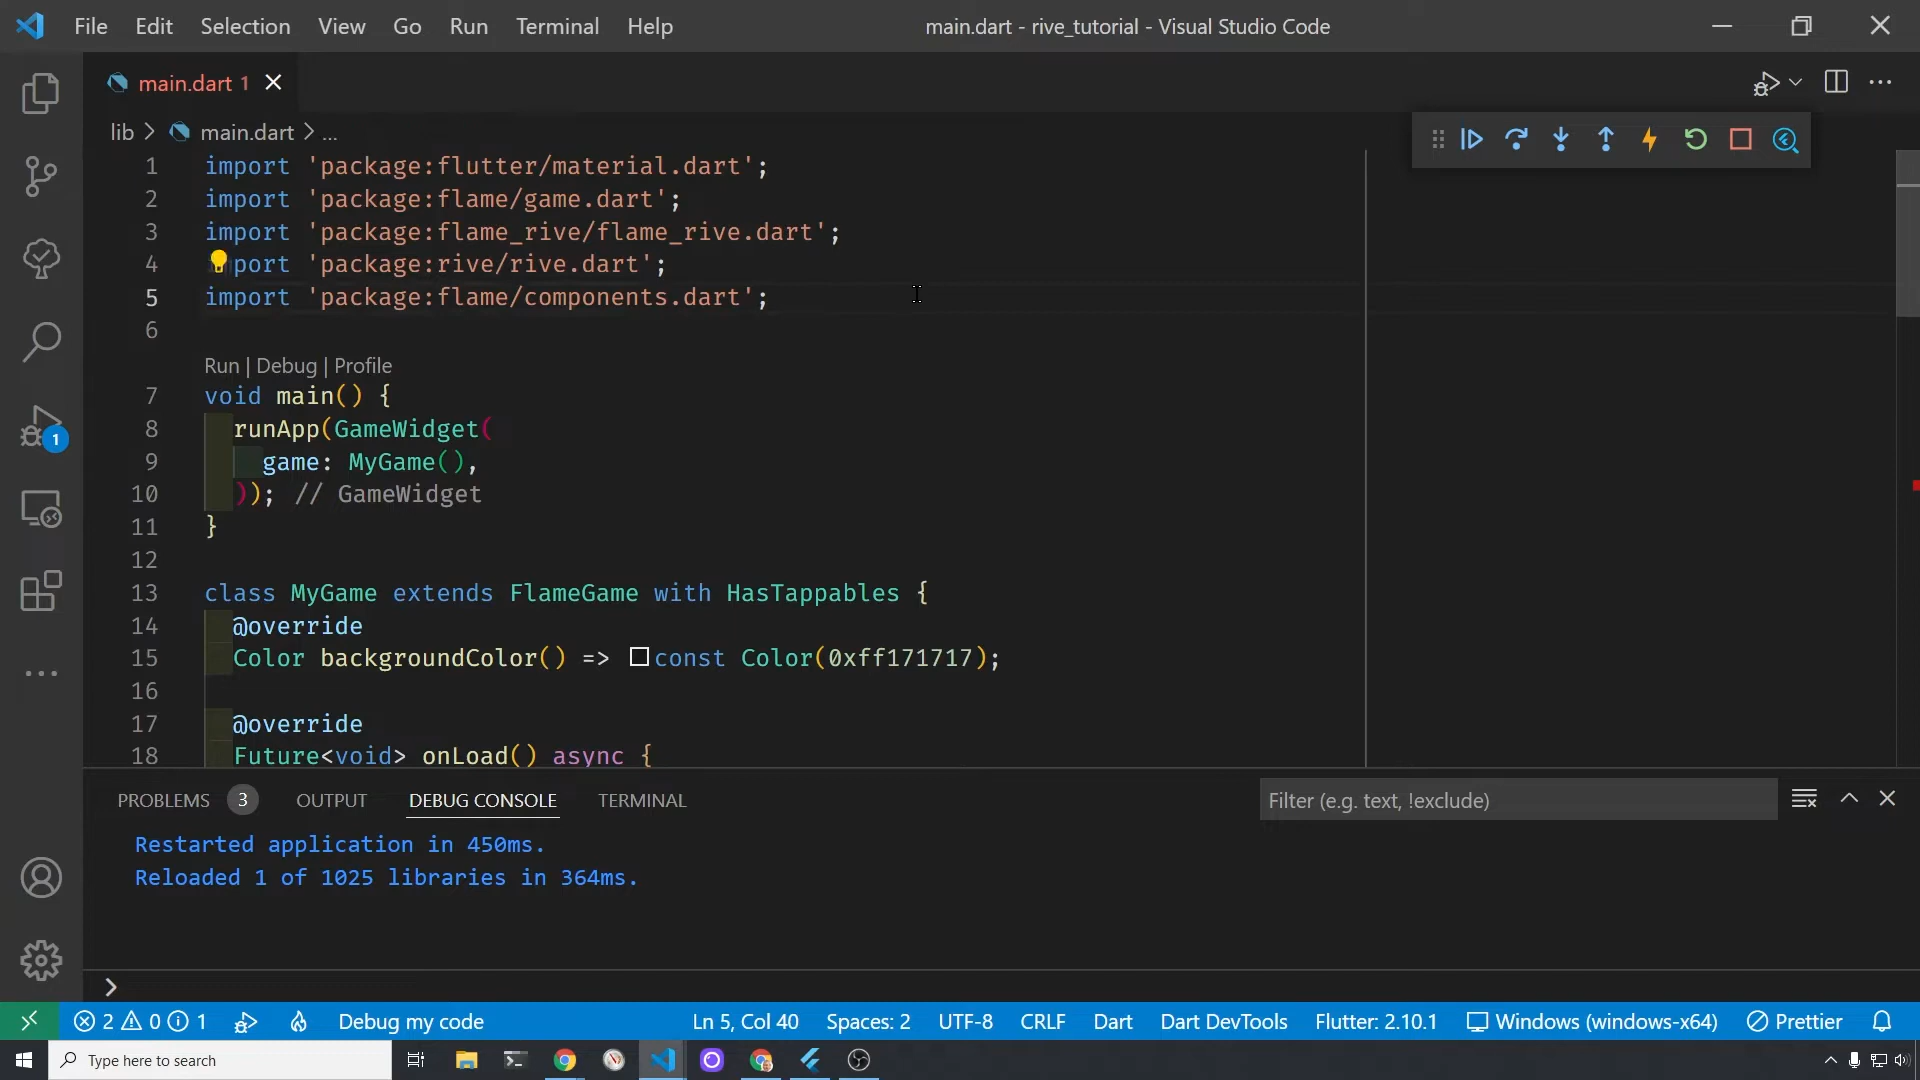 File Edit Selection View Go Run Terminal Help
main.dart - rive_tutorial - Visual Studio Code
main.dart 1
lib > main.dart > ...
1 import 'package:flutter/material.dart';
2 import 'package:flame/game.dart';
3 import 'package:flame_rive/flame_rive.dart';
4 port 'package:rive/rive.dart';
5 import 'package:flame/components.dart';
6
Run | Debug | Profile
7 void main() {
8 runApp(GameWidget(
9 game: MyGame(),
10 )); // GameWidget
11 }
12
13 class MyGame extends FlameGame with HasTappables {
14 @override
15 Color backgroundColor() => const Color(0xff171717);
16
17 @override
18 Future<void> onLoad() async {
1
PROBLEMS 3 OUTPUT DEBUG CONSOLE TERMINAL
Filter (e.g. text, !exclude)
Restarted application in 450ms.
Reloaded 1 of 1025 libraries in 364ms.
>
2 0 1 Debug my code Ln 5, Col 40 Spaces: 2 UTF-8 CRLF Dart Dart DevTools Flutter: 2.10.1 Windows (windows-x64) Prettier
Type here to search